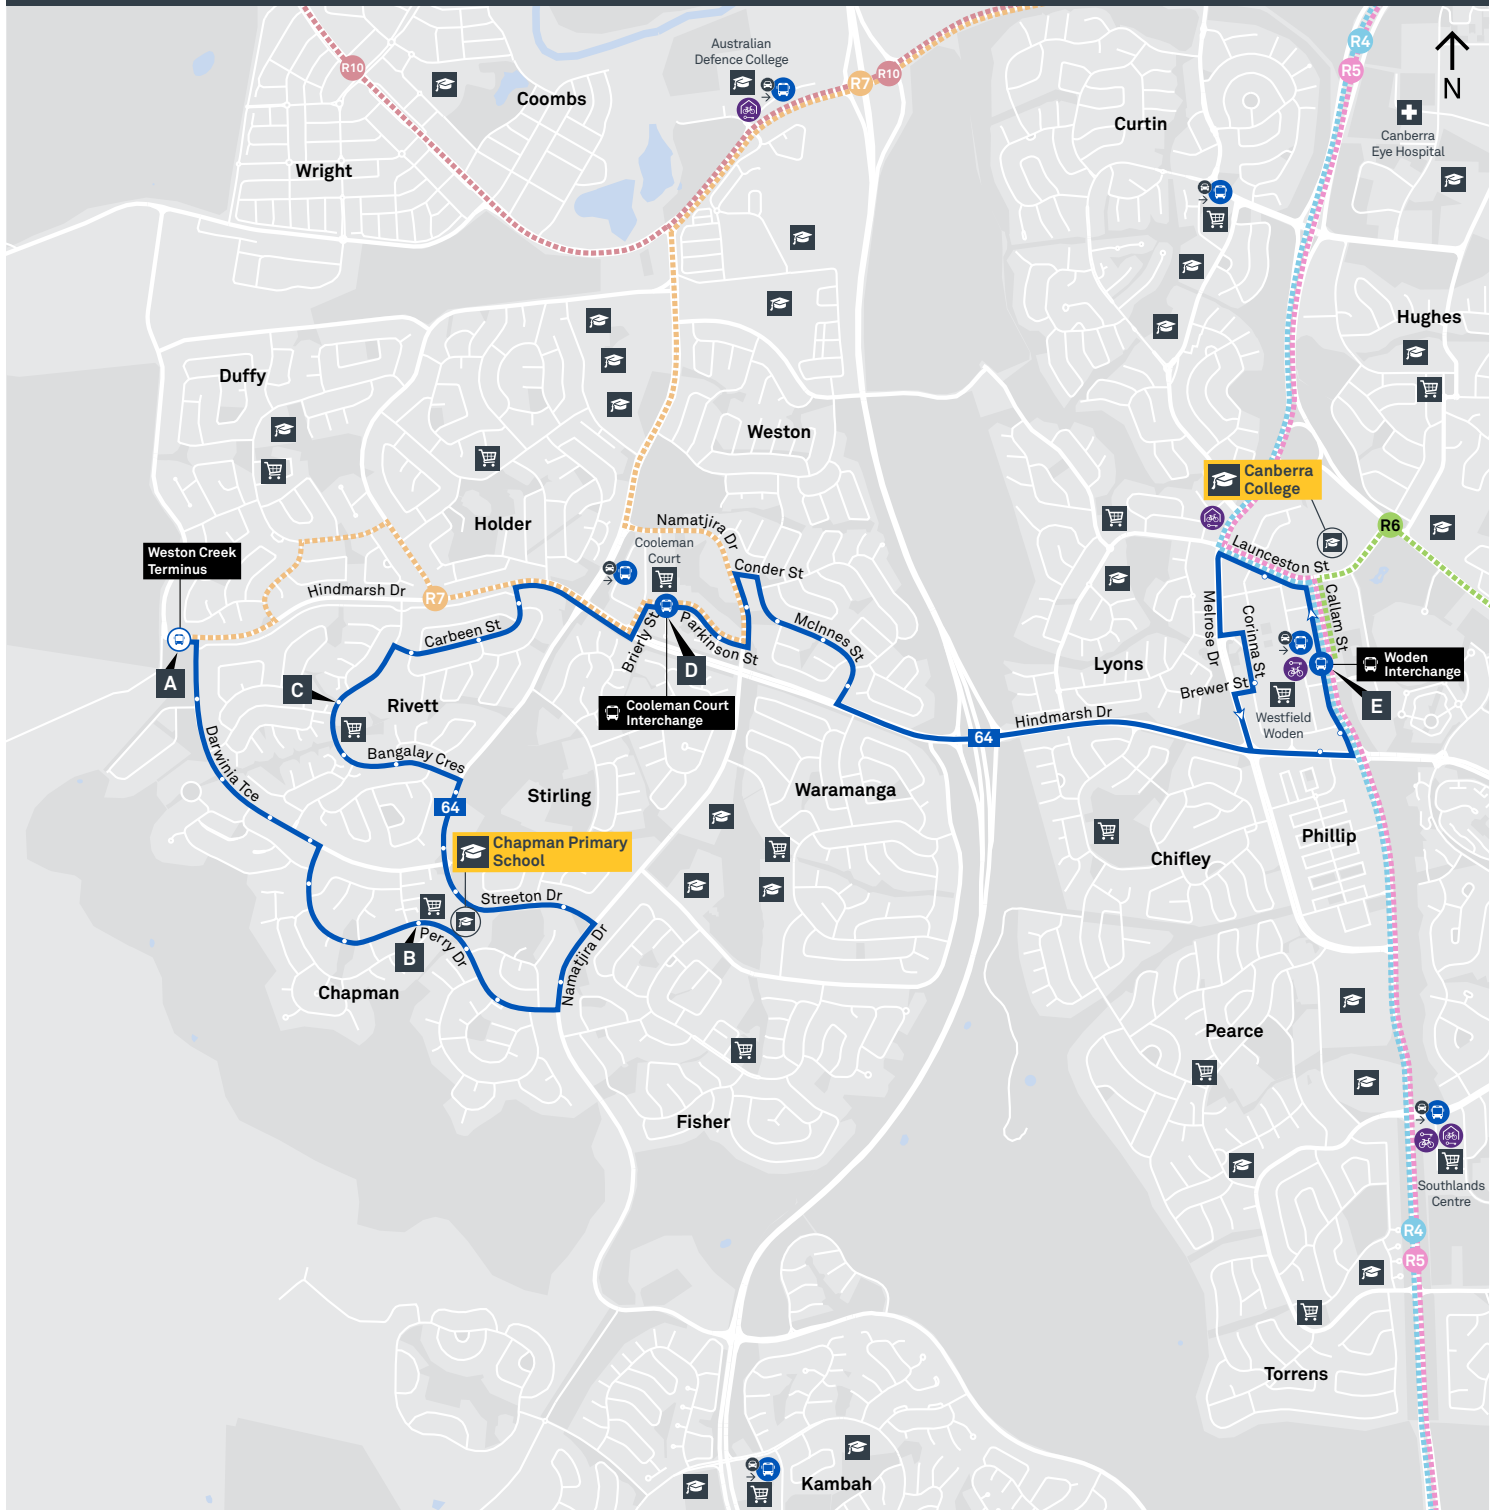 R4
R5
N
Australian
Defence College
R7
R10
R10
Coombs
Wright
Curtin
Canberra
Eye Hospital
Hughes
Duffy
Weston
Holder
Canberra
College
R6
Namatjira Dr
Cooleman
Court
Launceston St
Weston Creek
Terminus
Hindmarsh Dr
R7
Conder St
Carbeen St
Brierly St
Parkinson St
McInnes St
Melrose Dr
Corinna St
Callam St
Lyons
Woden
Interchange
A
D
C
E
Brewer St
Rivett
Cooleman Court
Interchange
Westfield
Woden
Hindmarsh Dr
64
Darwinia Tce
Bangalay Cres
64
Stirling
Waramanga
Phillip
Chapman Primary
School
Chifley
Streeton Dr
Perry Dr
B
Namatjira Dr
Chapman
Pearce
Fisher
Southlands
Centre
R4
R5
Torrens
Kambah